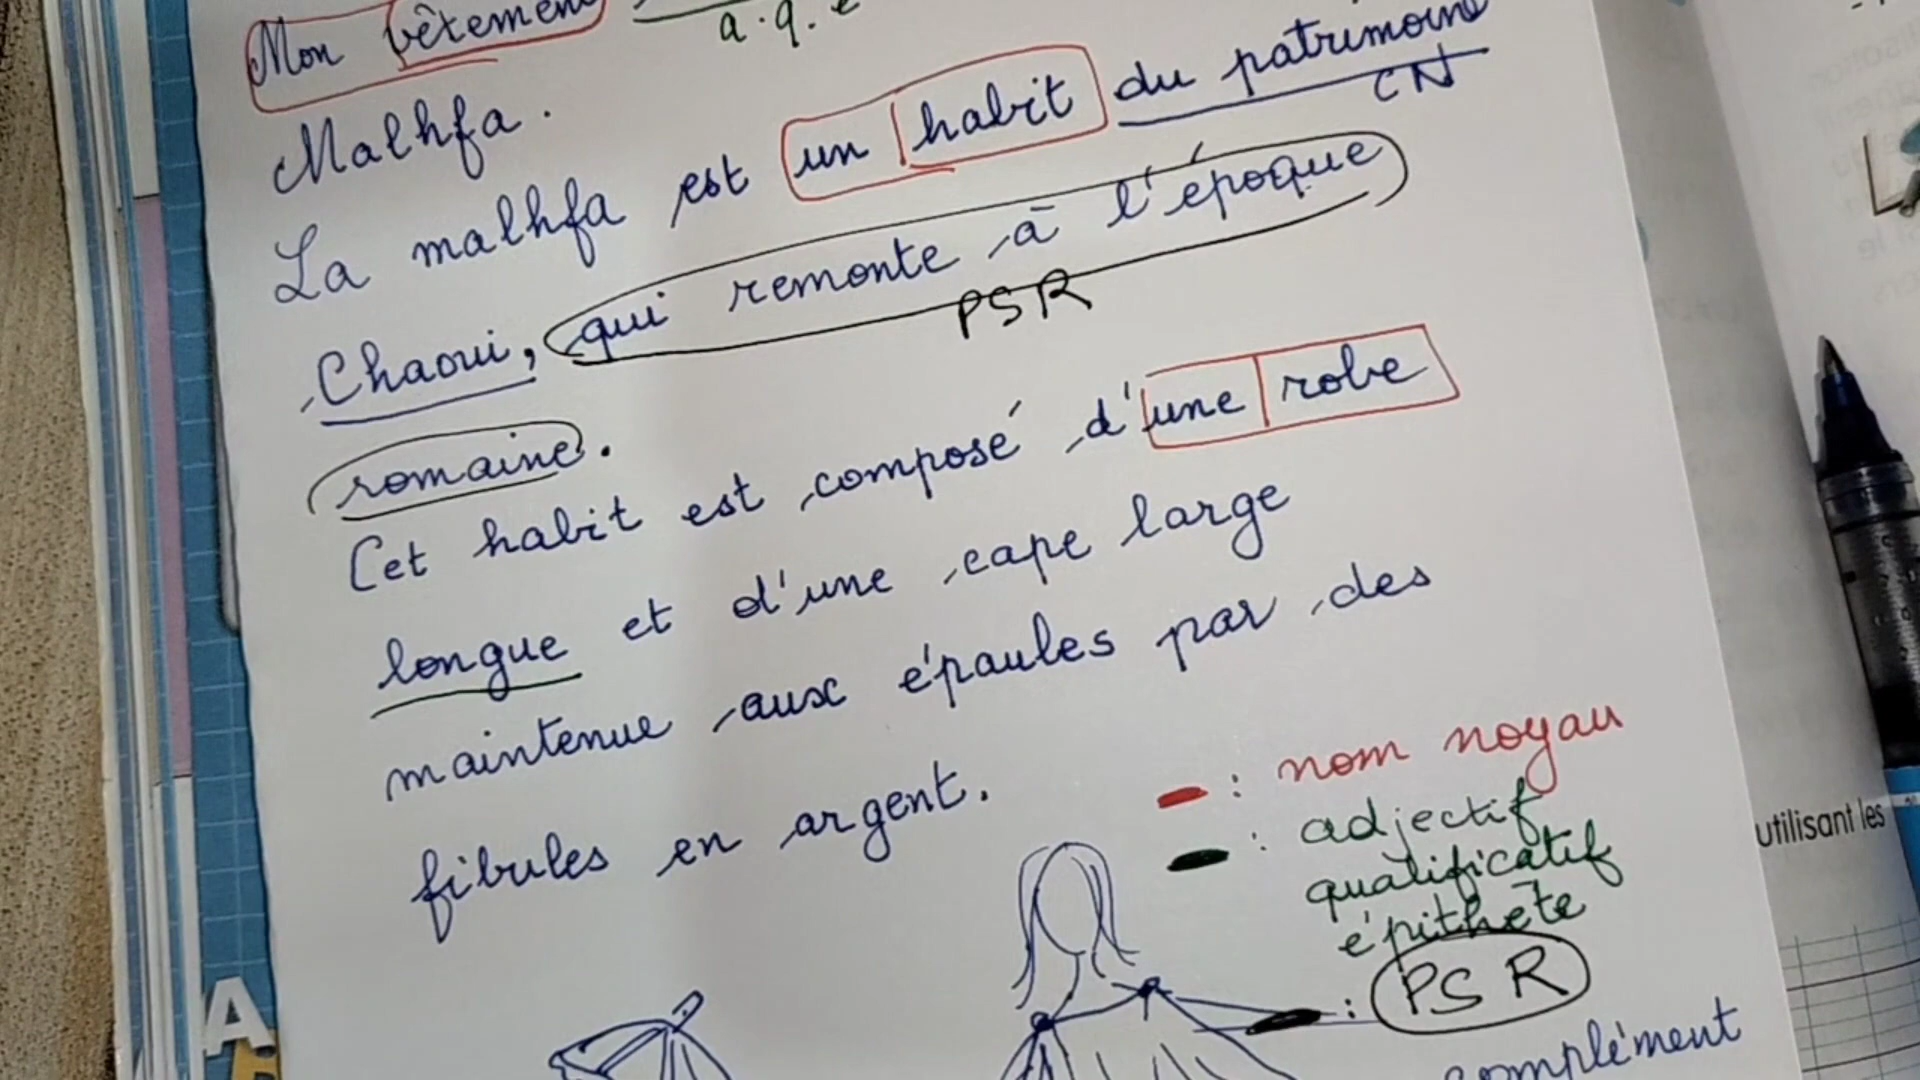 Mon vêtement
a.q.e
Malhfa.
La malhfa est un habit du patrimoine
CN
Chaoui, qui remonte à l'époque
PSR
romaine.
Cet habit est composé d'une robe
longue et d'une cape large
maintenue aux épaules par des
fibules en argent.
: nom noyau
: adjectif
qualificatif
épithète
: PSR
complément
utilisant les
A